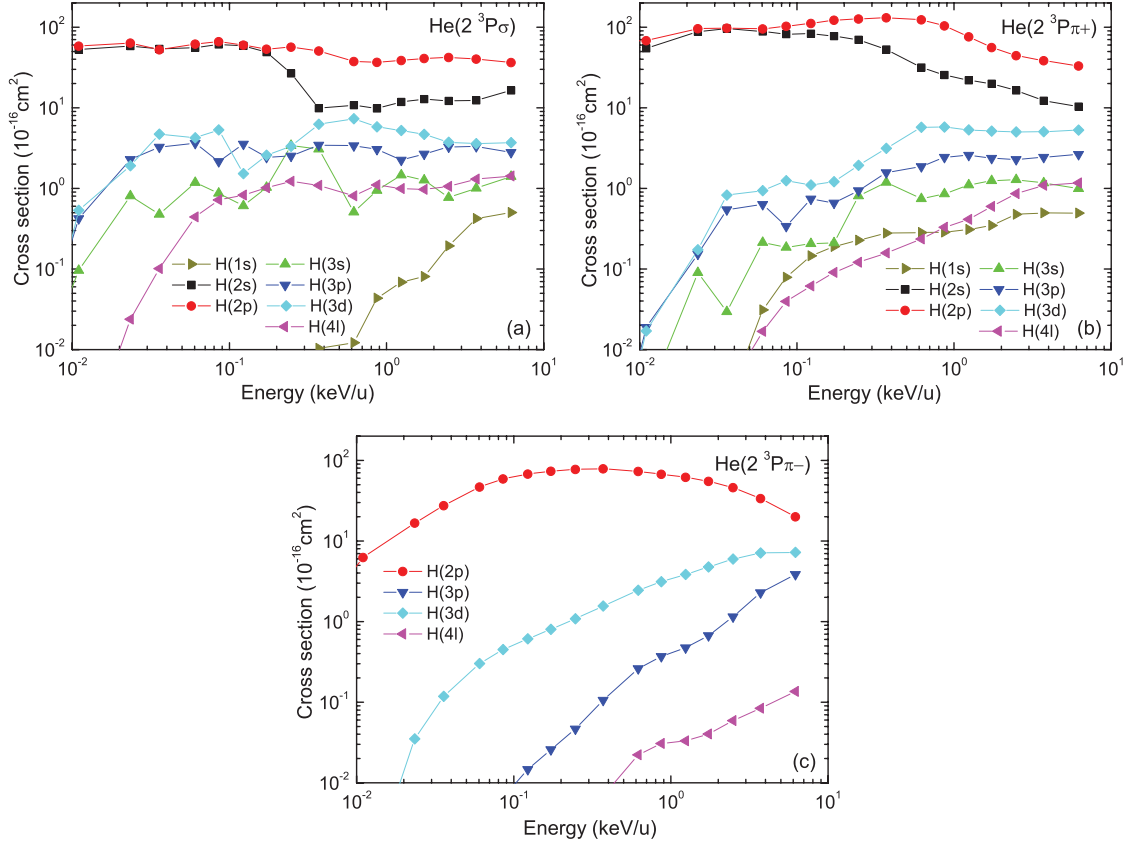 He(2 ³Pσ)
10²
10¹
10⁰
10⁻¹
10⁻²
Cross section (10⁻¹⁶cm²)
H(1s) H(3s)
H(2s) H(3p)
H(2p) H(3d)
H(4l)
(a)
10⁻² 10⁻¹ 10⁰ 10¹
Energy (keV/u)
He(2 ³Pπ+)
10²
10¹
10⁰
10⁻¹
10⁻²
Cross section (10⁻¹⁶cm²)
H(1s) H(3s)
H(2s) H(3p)
H(2p) H(3d)
H(4l)
(b)
10⁻² 10⁻¹ 10⁰ 10¹
Energy (keV/u)
He(2 ³Pπ−)
10²
10¹
10⁰
10⁻¹
10⁻²
Cross section (10⁻¹⁶cm²)
H(2p)
H(3p)
H(3d)
H(4l)
(c)
10⁻² 10⁻¹ 10⁰ 10¹
Energy (keV/u)